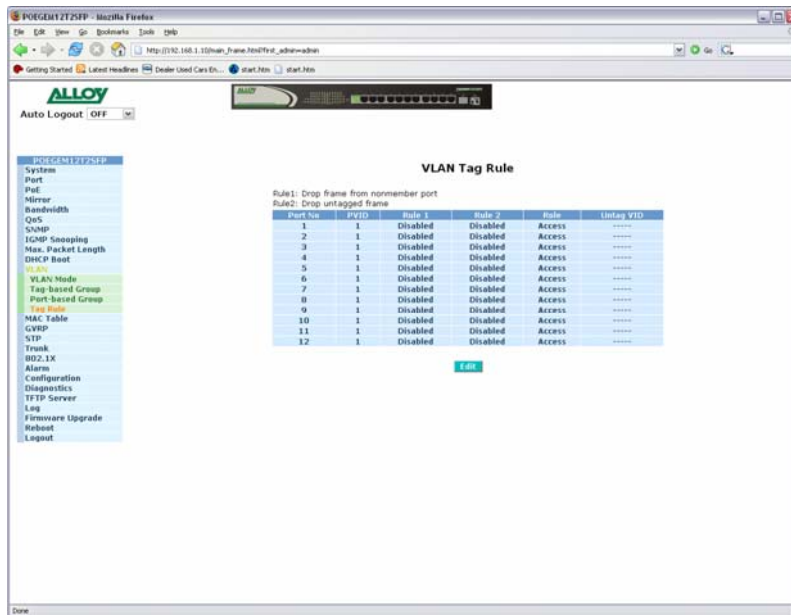 POEGEM12T2SFP - Mozilla Firefox
File Edit View Go Bookmarks Tools Help
http://192.168.1.10/main_frame.html?first_admin=admin
Go
Getting Started Latest Headlines Dealer Used Cars En... start.htm start.htm
ALLOY
Auto Logout OFF
POEGEM12T2SFP
System
Port
PoE
Mirror
Bandwidth
QoS
SNMP
IGMP Snooping
Max. Packet Length
DHCP Boot
VLAN
VLAN Mode
Tag-based Group
Port-based Group
Tag Rule
MAC Table
GVRP
STP
Trunk
802.1X
Alarm
Configuration
Diagnostics
TFTP Server
Log
Firmware Upgrade
Reboot
Logout
ALLOY
VLAN Tag Rule
Rule1: Drop frame from nonmember port
Rule2: Drop untagged frame
Port No PVID Rule 1 Rule 2 Role Untag VID
1 1 Disabled Disabled Access -----
2 1 Disabled Disabled Access -----
3 1 Disabled Disabled Access -----
4 1 Disabled Disabled Access -----
5 1 Disabled Disabled Access -----
6 1 Disabled Disabled Access -----
7 1 Disabled Disabled Access -----
8 1 Disabled Disabled Access -----
9 1 Disabled Disabled Access -----
10 1 Disabled Disabled Access -----
11 1 Disabled Disabled Access -----
12 1 Disabled Disabled Access -----
Edit
Done